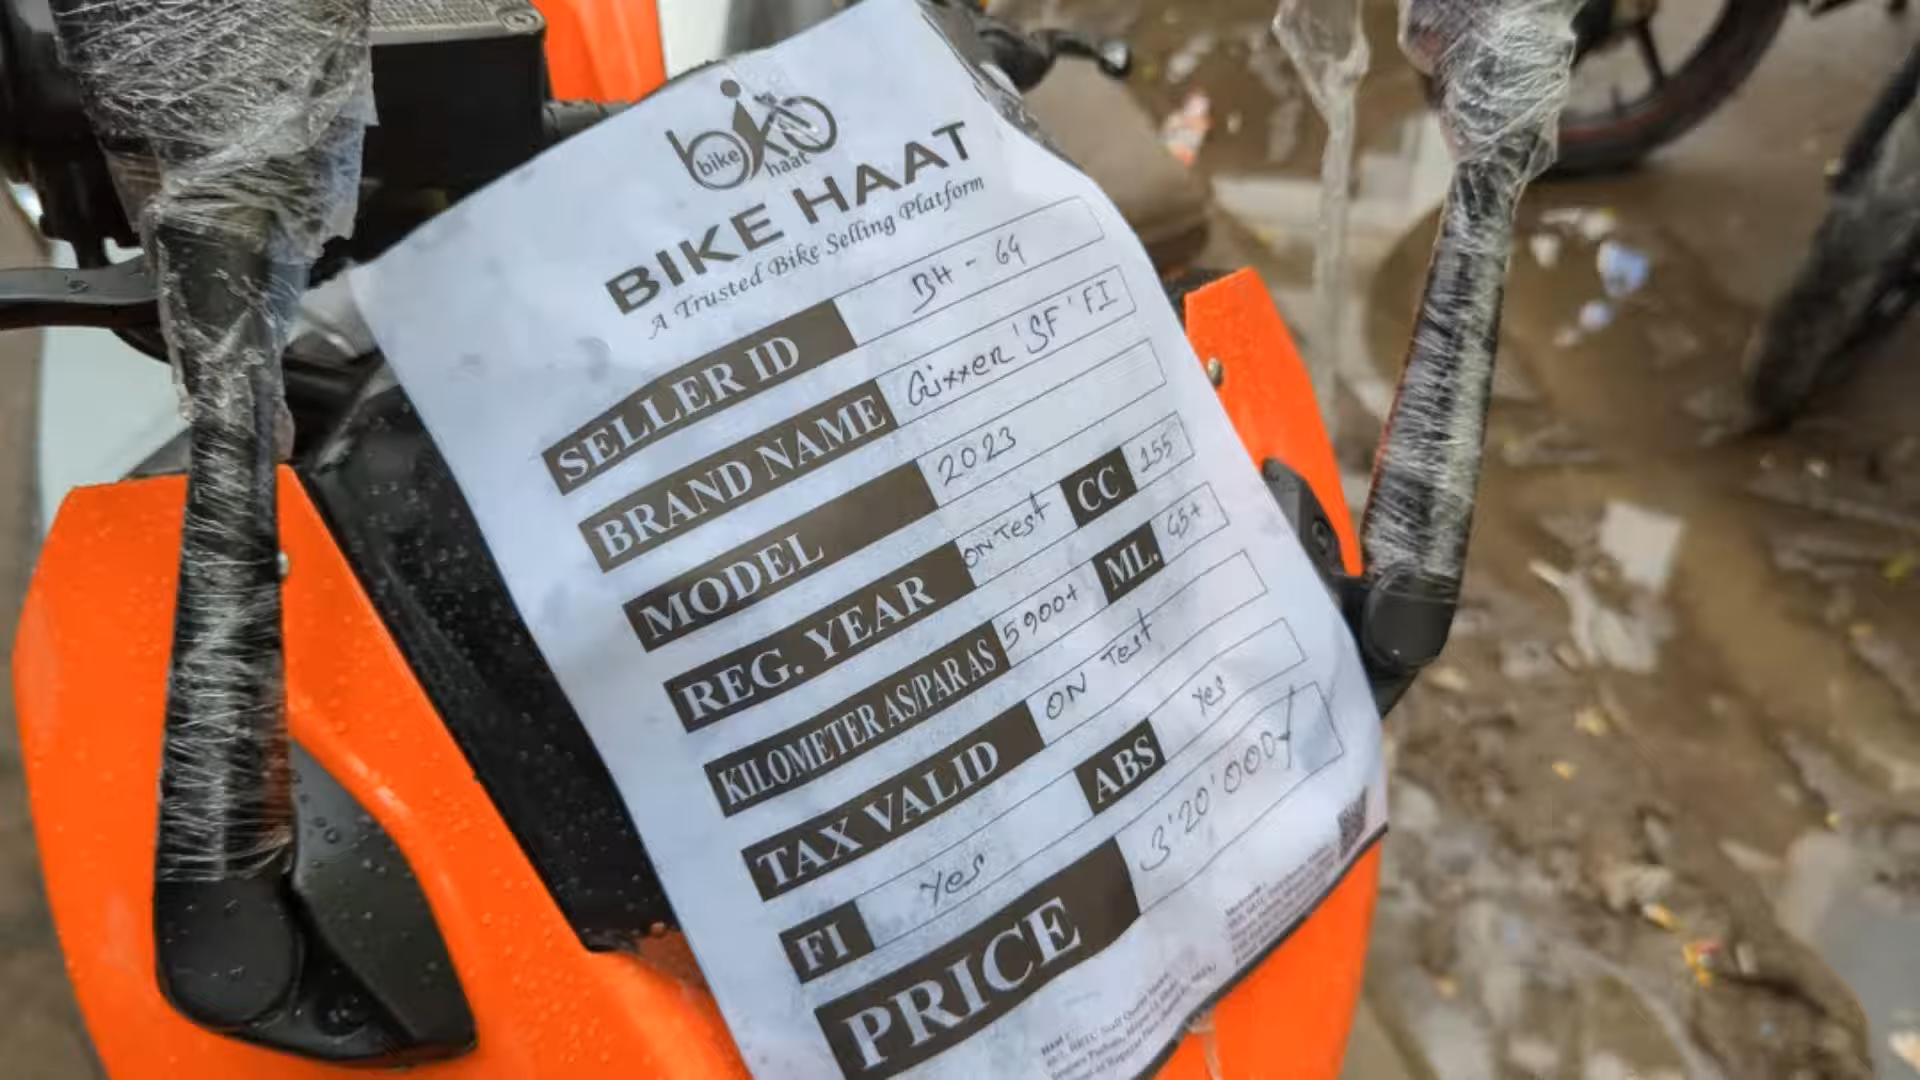 bike haat
BIKE HAAT
A Trusted Bike Selling Platform
SELLER ID BH - 64
BRAND NAME Gixxer 'SF' FI
MODEL 2023
REG. YEAR ON Test CC 155
KILOMETER AS/PAR AS 5900+ ML. 45+
TAX VALID ON Test
FI Yes ABS Yes
PRICE 3'20'000/